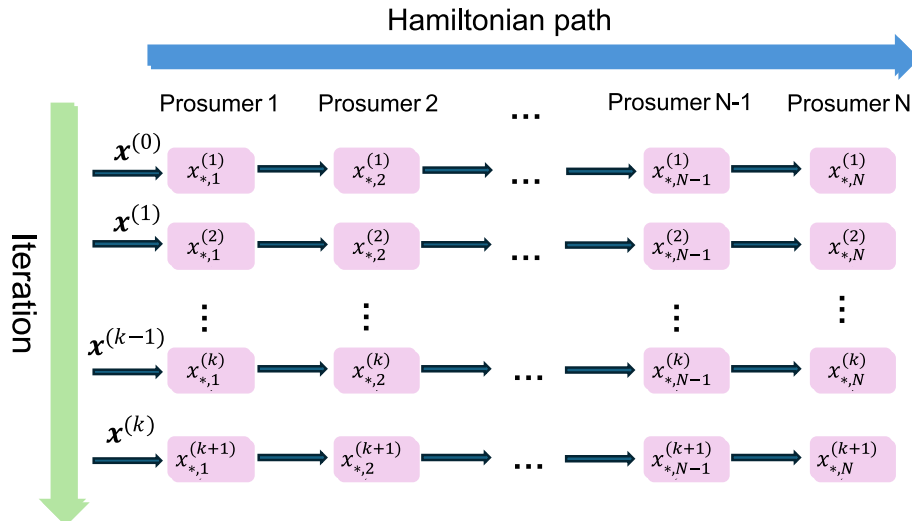 Hamiltonian path
Prosumer 1 Prosumer 2 ... Prosumer N-1 Prosumer N
Iteration
x^{(0)} x_{*,1}^{(1)} x_{*,2}^{(1)} ... x_{*,N-1}^{(1)} x_{*,N}^{(1)}
x^{(1)} x_{*,1}^{(2)} x_{*,2}^{(2)} ... x_{*,N-1}^{(2)} x_{*,N}^{(2)}
⋮ ⋮ ⋮ ⋮
x^{(k-1)} x_{*,1}^{(k)} x_{*,2}^{(k)} ... x_{*,N-1}^{(k)} x_{*,N}^{(k)}
x^{(k)} x_{*,1}^{(k+1)} x_{*,2}^{(k+1)} ... x_{*,N-1}^{(k+1)} x_{*,N}^{(k+1)}